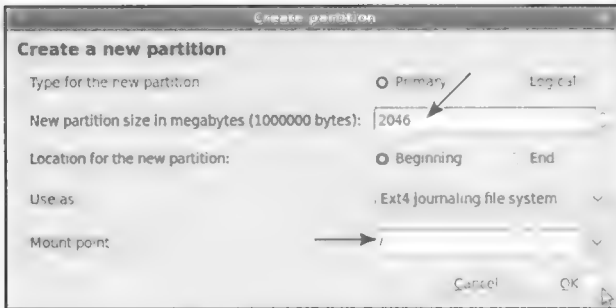 Create partition
Create a new partition
Type for the new partition Primary Logical
New partition size in megabytes (1000000 bytes): 2046
Location for the new partition: Beginning End
Use as Ext4 journaling file system
Mount point /
Cancel OK